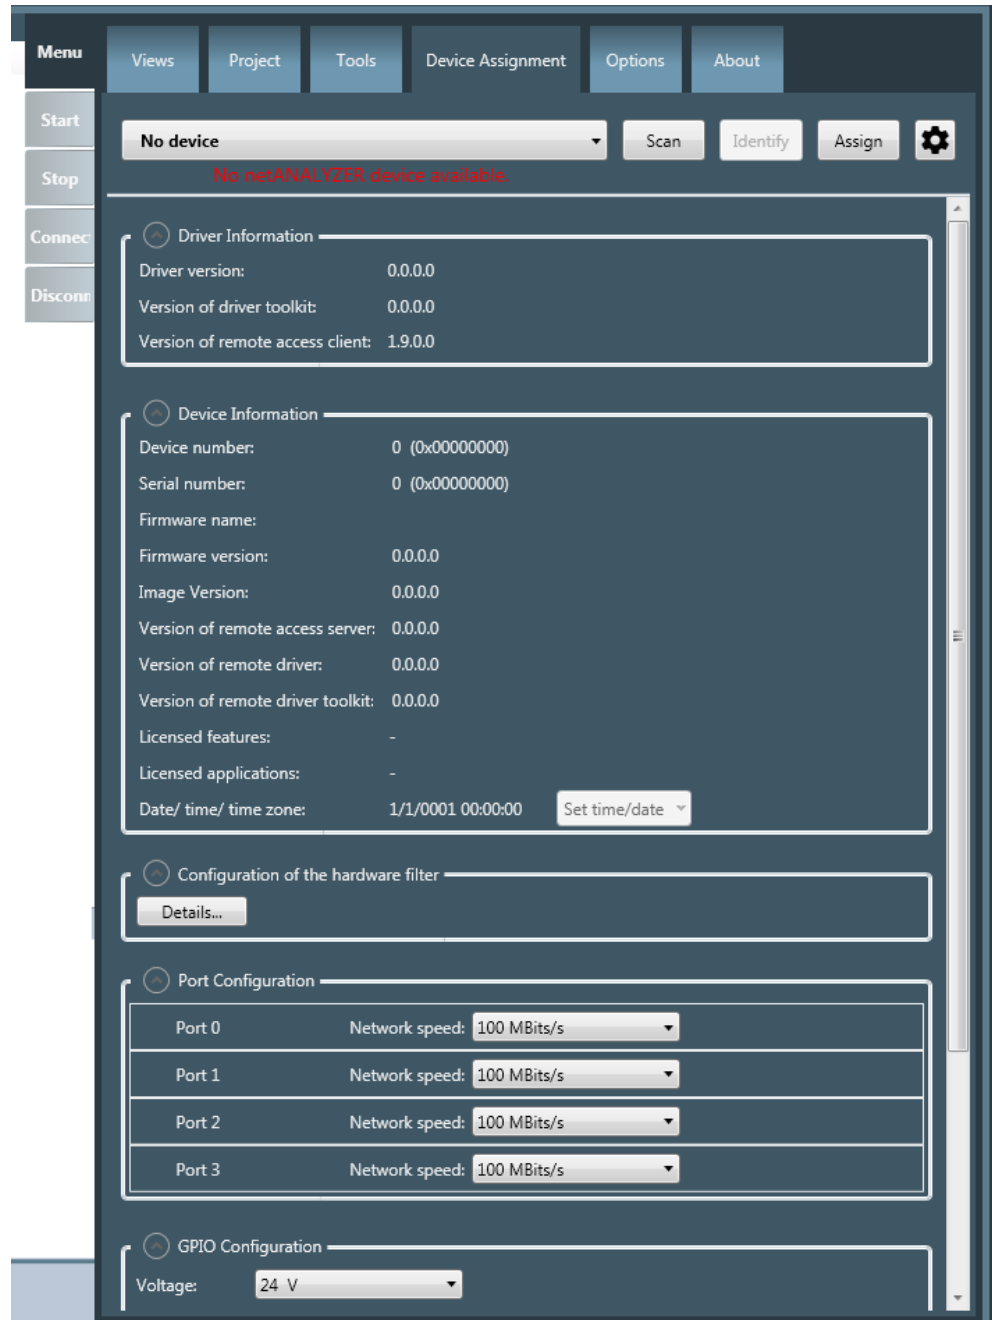 Menu
Views Project Tools Device Assignment Options About
Start
Stop
Connec
Disconn
No device Scan Identify Assign
No netANALYZER device available.
Driver Information
Driver version: 0.0.0.0
Version of driver toolkit: 0.0.0.0
Version of remote access client: 1.9.0.0
Device Information
Device number: 0 (0x00000000)
Serial number: 0 (0x00000000)
Firmware name:
Firmware version: 0.0.0.0
Image Version: 0.0.0.0
Version of remote access server: 0.0.0.0
Version of remote driver: 0.0.0.0
Version of remote driver toolkit: 0.0.0.0
Licensed features: -
Licensed applications: -
Date/ time/ time zone: 1/1/0001 00:00:00 Set time/date
Configuration of the hardware filter
Details...
Port Configuration
Port 0 Network speed: 100 MBits/s
Port 1 Network speed: 100 MBits/s
Port 2 Network speed: 100 MBits/s
Port 3 Network speed: 100 MBits/s
GPIO Configuration
Voltage: 24 V